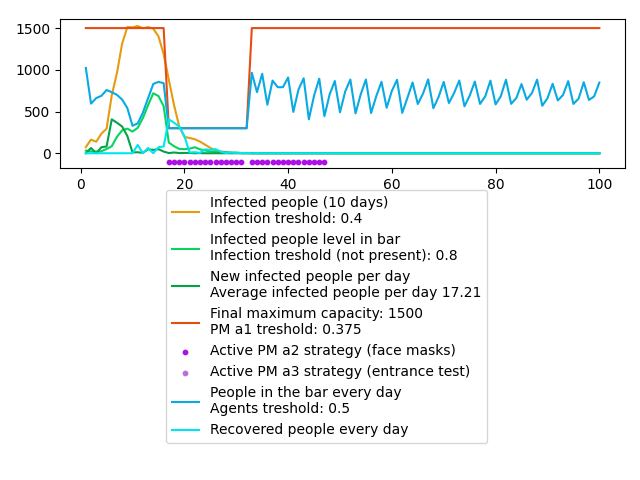 1500
1000
500
0
0
20
40
60
80
100
Infected people (10 days)
Infection treshold: 0.4
Infected people level in bar
Infection treshold (not present): 0.8
New infected people per day
Average infected people per day 17.21
Final maximum capacity: 1500
PM a1 treshold: 0.375
Active PM a2 strategy (face masks)
Active PM a3 strategy (entrance test)
People in the bar every day
Agents treshold: 0.5
Recovered people every day